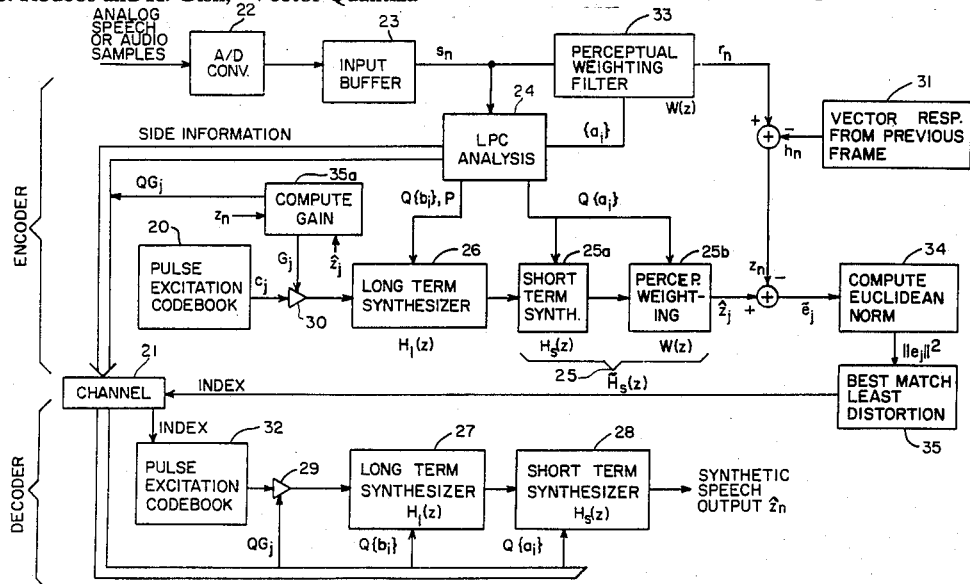 ANALOG
SPEECH
OR AUDIO
SAMPLES
22
A/D
CONV.
23
INPUT
BUFFER
sn
33
PERCEPTUAL
WEIGHTING
FILTER
W(z)
rn
31
VECTOR RESP.
FROM PREVIOUS
FRAME
+
−
hn
24
LPC
ANALYSIS
{ai}
SIDE INFORMATION
ENCODER
QGj
35a
COMPUTE
GAIN
zn
Gj
ẑj
Q{bi}, P
Q{ai}
20
PULSE
EXCITATION
CODEBOOK
cj
30
26
LONG TERM
SYNTHESIZER
Hl(z)
25a
SHORT
TERM
SYNTH.
Hs(z)
25b
PERCEP.
WEIGHT-
ING
W(z)
ẑj
zn
−
+
ẽj
34
COMPUTE
EUCLIDEAN
NORM
||ej||2
25
H̃s(z)
21
CHANNEL
INDEX
BEST MATCH
LEAST
DISTORTION
35
INDEX
DECODER
32
PULSE
EXCITATION
CODEBOOK
29
27
LONG TERM
SYNTHESIZER
Hl(z)
28
SHORT TERM
SYNTHESIZER
Hs(z)
SYNTHETIC
SPEECH
OUTPUT ẑn
QGj
Q{bi}
Q{ai}